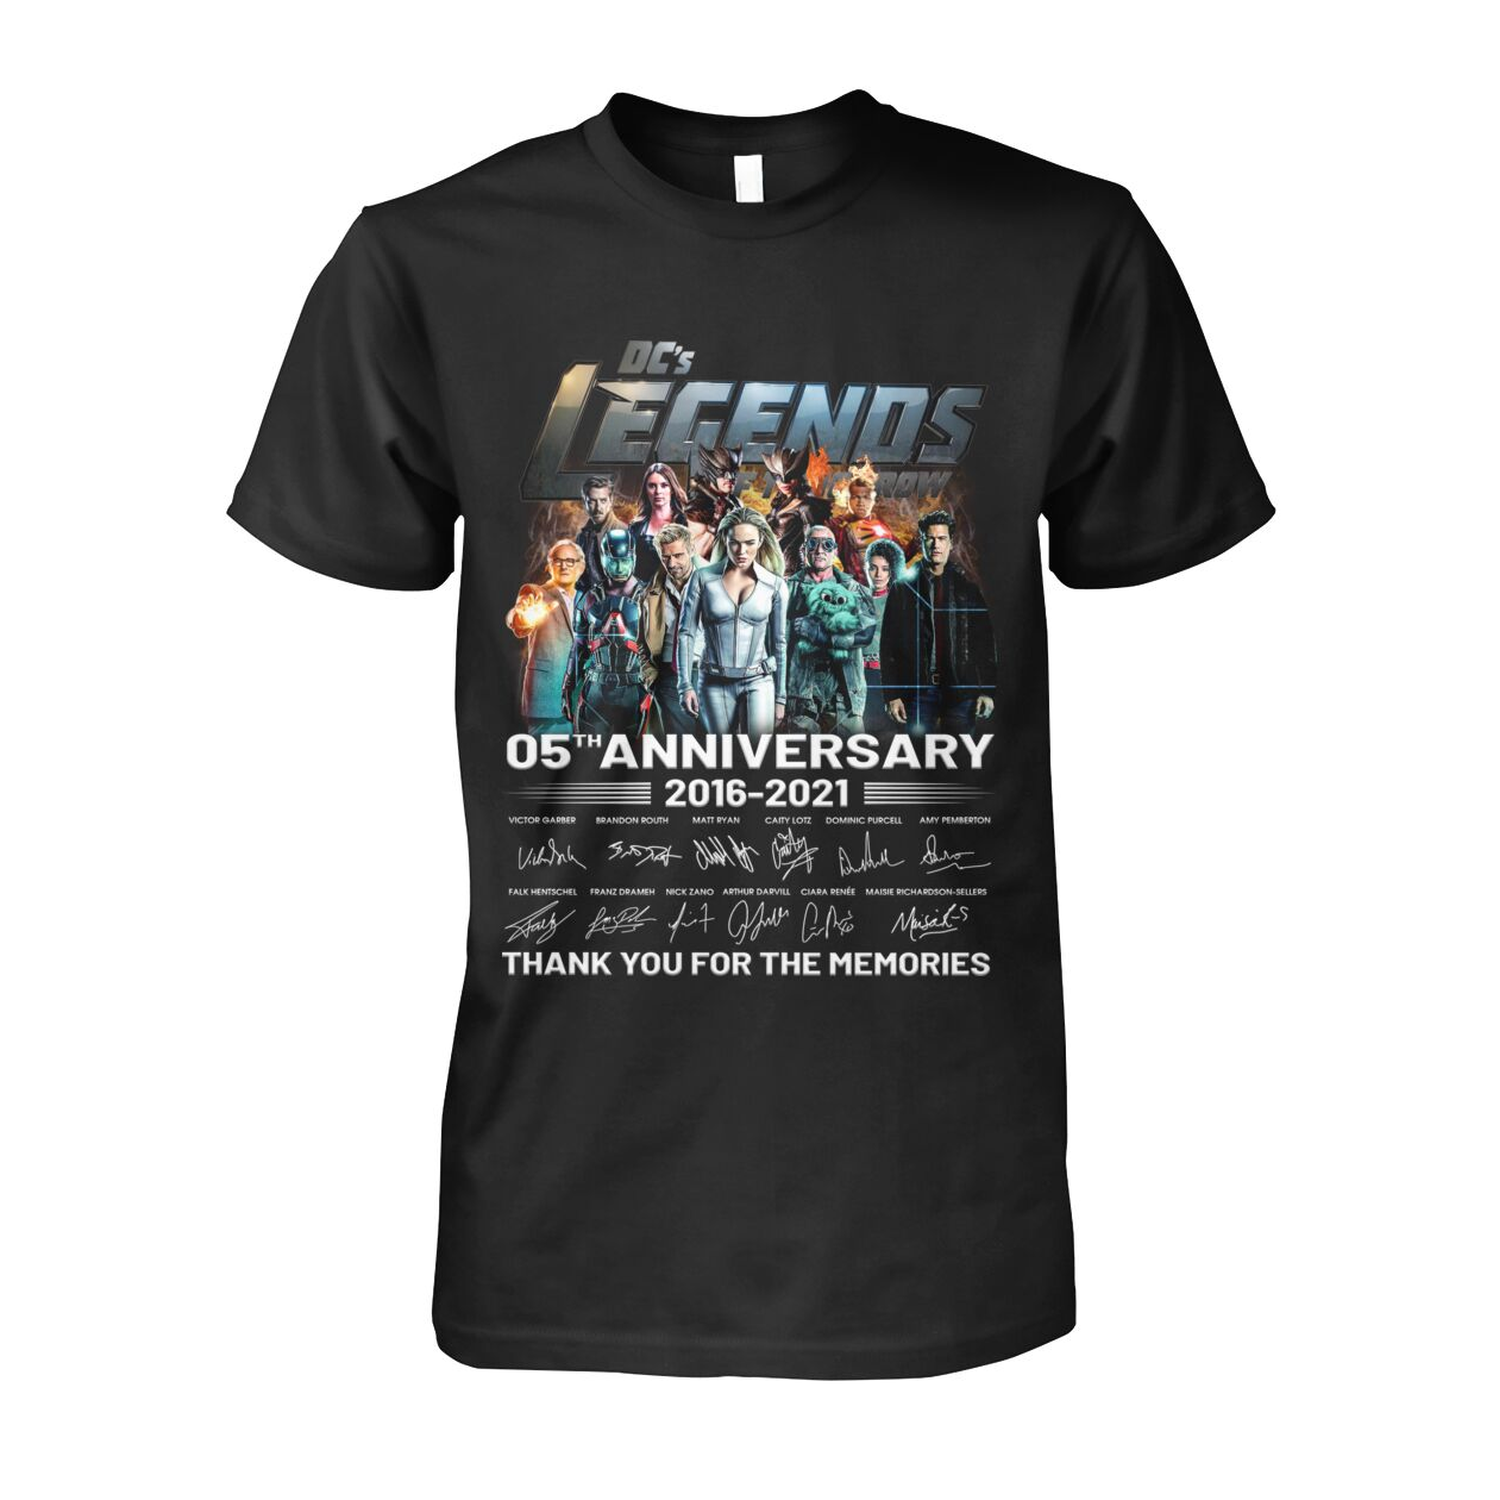 DC's
LEGENDS
05TH ANNIVERSARY
2016-2021
VICTOR GARBER BRANDON ROUTH MATT RYAN CAITY LOTZ DOMINIC PURCELL AMY PEMBERTON
FALK HENTSCHEL FRANZ DRAMEH NICK ZANO ARTHUR DARVILL CIARA RENÉE MAISIE RICHARDSON-SELLERS
THANK YOU FOR THE MEMORIES